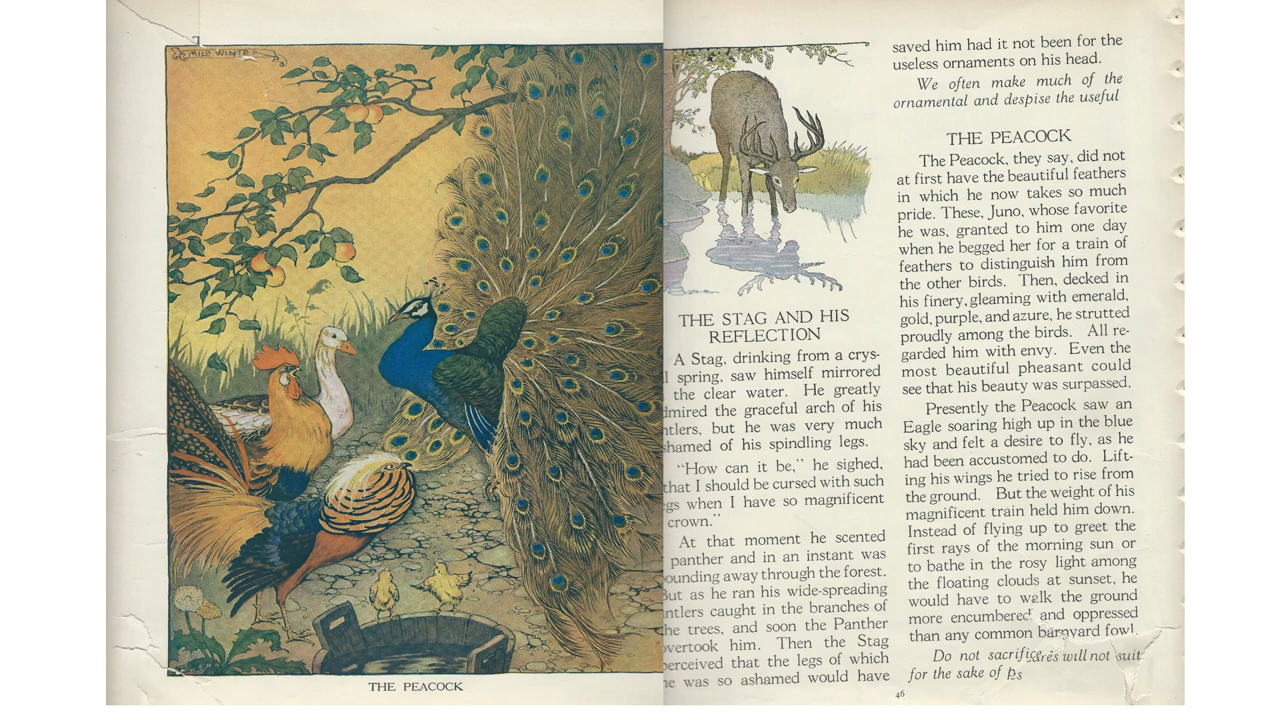 MILO WINTER
THE PEACOCK
THE STAG AND HIS
REFLECTION
A Stag, drinking from a crys-
spring, saw himself mirrored
the clear water. He greatly
dmired the graceful arch of his
ntlers, but he was very much
shamed of his spindling legs.
"How can it be," he sighed,
that I should be cursed with such
gs when I have so magnificent
crown."
At that moment he scented
panther and in an instant was
ounding away through the forest.
But as he ran his wide-spreading
ntlers caught in the branches of
he trees, and soon the Panther
overtook him. Then the Stag
perceived that the legs of which
he was so ashamed would have
saved him had it not been for the
useless ornaments on his head.
We often make much of the
ornamental and despise the useful
THE PEACOCK
The Peacock, they say, did not
at first have the beautiful feathers
in which he now takes so much
pride. These, Juno, whose favorite
he was, granted to him one day
when he begged her for a train of
feathers to distinguish him from
the other birds. Then, decked in
his finery, gleaming with emerald,
gold, purple, and azure, he strutted
proudly among the birds. All re-
garded him with envy. Even the
most beautiful pheasant could
see that his beauty was surpassed.
Presently the Peacock saw an
Eagle soaring high up in the blue
sky and felt a desire to fly, as he
had been accustomed to do. Lift-
ing his wings he tried to rise from
the ground. But the weight of his
magnificent train held him down.
Instead of flying up to greet the
first rays of the morning sun or
to bathe in the rosy light among
the floating clouds at sunset, he
would have to walk the ground
more encumbered and oppressed
than any common barnyard fowl.
Do not sacrific will not suit
for the sake of
46